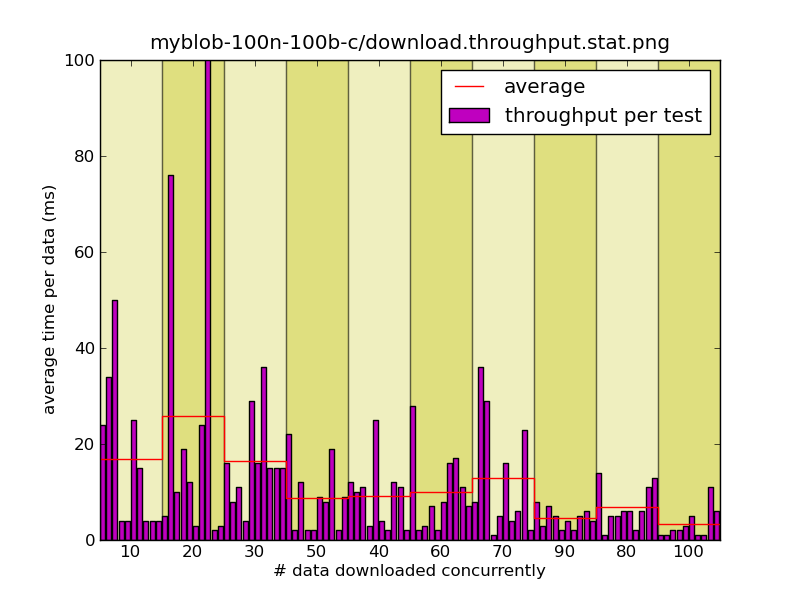 myblob-100n-100b-c/download.throughput.stat.png
average
throughput per test
average time per data (ms)
100
80
60
40
20
0
10 20 30 50 40 60 70 90 80 100
# data downloaded concurrently